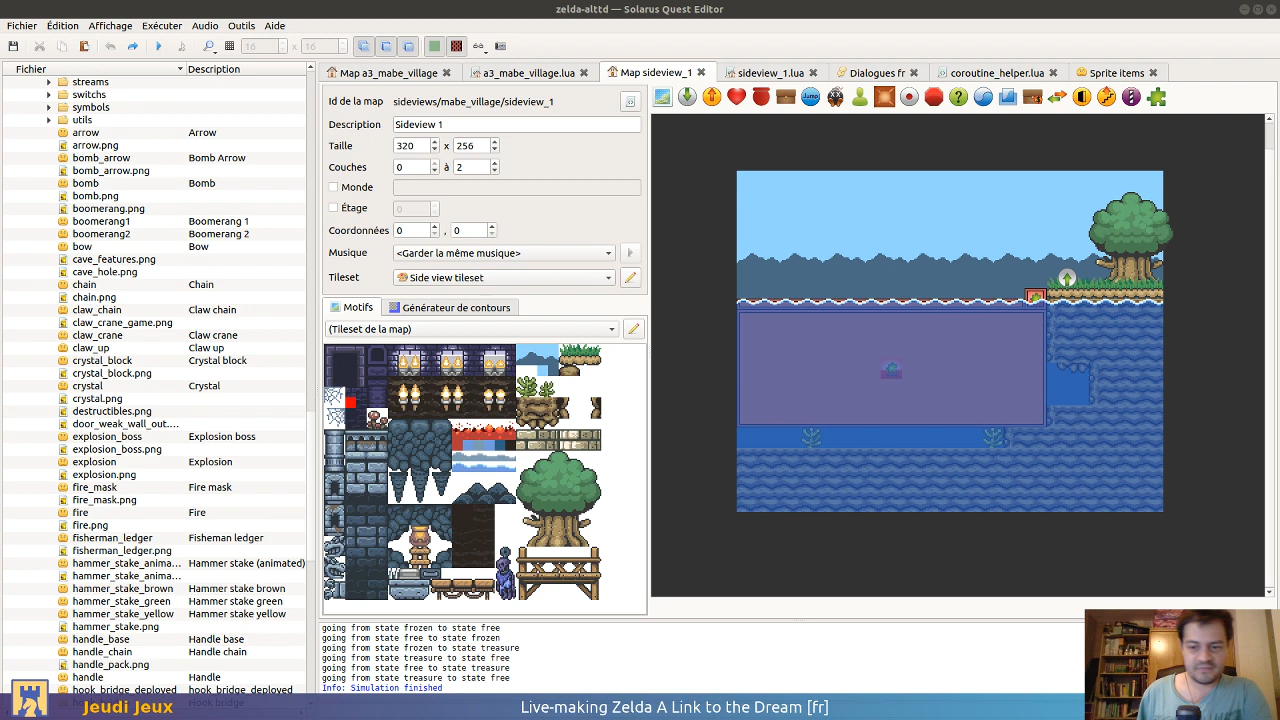 zelda-alttd — Solarus Quest Editor
Fichier Édition Affichage Exécuter Audio Outils Aide
16 x 16
Fichier Description
Map a3_mabe_village a3_mabe_village.lua Map sideview_1 sideview_1.lua Dialogues fr coroutine_helper.lua Sprite items
streams
switchs
symbols
utils
arrow Arrow
arrow.png
bomb_arrow Bomb Arrow
bomb_arrow.png
bomb Bomb
bomb.png
boomerang.png
boomerang1 Boomerang 1
boomerang2 Boomerang 2
bow Bow
cave_features.png
cave_hole.png
chain Chain
chain.png
claw_chain Claw chain
claw_crane_game.png
claw_crane Claw crane
claw_up Claw up
crystal_block Crystal block
crystal_block.png
crystal Crystal
crystal.png
destructibles.png
door_weak_wall_out....
explosion_boss Explosion boss
explosion_boss.png
explosion Explosion
explosion.png
fire_mask Fire mask
fire_mask.png
fire Fire
fire.png
fisherman_ledger Fisheman ledger
fisherman_ledger.png
hammer_stake_anima... Hammer stake (animated)
hammer_stake_anima...
hammer_stake_brown Hammer stake brown
hammer_stake_green Hammer stake green
hammer_stake_yellow Hammer stake yellow
hammer_stake.png
handle_base Handle base
handle_chain Handle chain
handle_pack.png
handle Handle
hook_bridge_deployed hook_bridge_deployed
Id de la map sideviews/mabe_village/sideview_1
Description Sideview 1
Taille 320 x 256
Couches 0 à 2
Monde
Étage 0
Coordonnées 0 , 0
Musique <Garder la même musique>
Tileset Side view tileset
Motifs Générateur de contours
(Tileset de la map)
Jump
going from state frozen to state free
going from state free to state frozen
going from state frozen to state treasure
going from state treasure to state free
going from state free to state treasure
going from state treasure to state free
Info: Simulation finished
Jeudi Jeux
Live-making Zelda A Link to the Dream [fr]